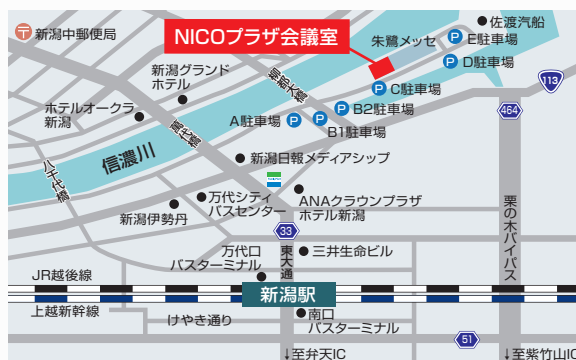 佐渡汽船
新潟中郵便局
NICOプラザ会議室
朱鷺メッセ
P E駐車場
P D駐車場
新潟グランド
ホテル
柳都大橋
P C駐車場
113
ホテルオークラ
新潟
P B2駐車場
464
A駐車場 P
P
B1駐車場
萬代橋
信濃川
八千代橋
新潟日報メディアシップ
万代シティ
バスセンター
ANAクラウンプラザ
ホテル新潟
新潟伊勢丹
栗の木バイパス
33
万代口
バスターミナル
東大通
三井生命ビル
JR越後線
新潟駅
上越新幹線
けやき通り
南口
バスターミナル
51
↓至弁天IC
↓至紫竹山IC